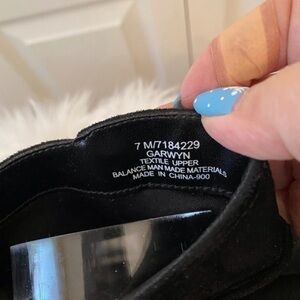 7 M/7184229
GARWYN
TEXTILE UPPER
BALANCE MAN MADE MATERIALS
MADE IN CHINA-900